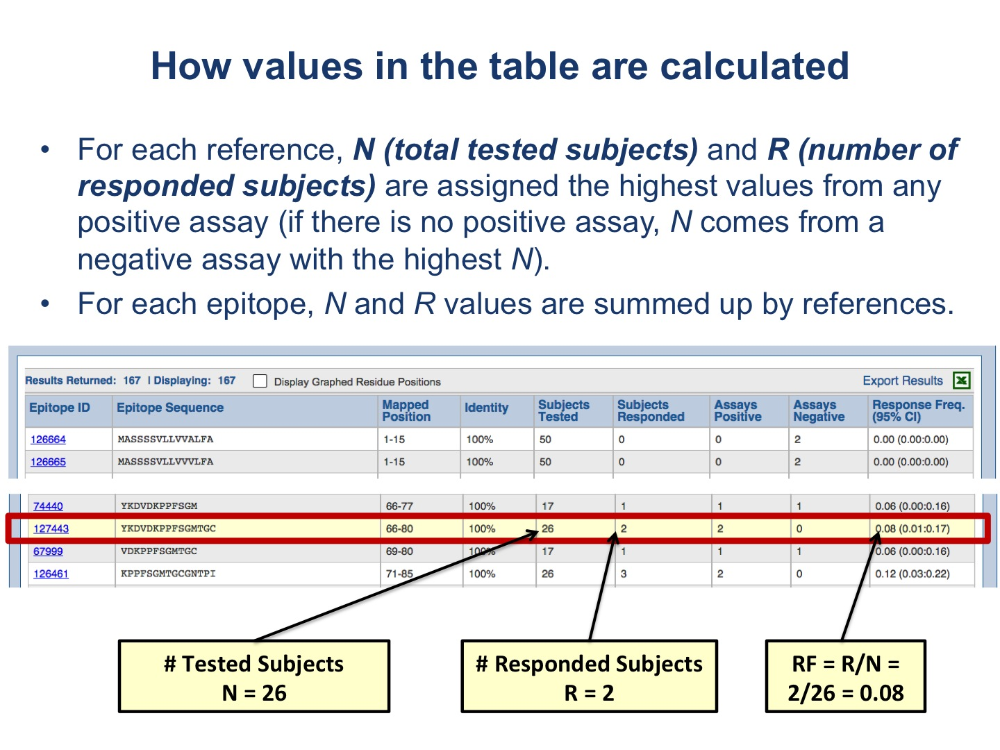 How values in the table are calculated
• For each reference, N (total tested subjects) and R (number of
responded subjects) are assigned the highest values from any
positive assay (if there is no positive assay, N comes from a
negative assay with the highest N).
• For each epitope, N and R values are summed up by references.
Results Returned: 167 | Displaying: 167 Display Graphed Residue Positions Export Results
Epitope ID Epitope Sequence Mapped Position Identity Subjects Tested Subjects Responded Assays Positive Assays Negative Response Freq. (95% CI)
126664 MASSSSVLLVVALFA 1-15 100% 50 0 0 2 0.00 (0.00:0.00)
126665 MASSSSVLLVVVLFA 1-15 100% 50 0 0 2 0.00 (0.00:0.00)
74440 YKDVDKPPFSGM 66-77 100% 17 1 1 1 0.06 (0.00:0.16)
127443 YKDVDKPPFSGMTGC 66-80 100% 26 2 2 0 0.08 (0.01:0.17)
67999 VDKPPFSGMTGC 69-80 100% 17 1 1 1 0.06 (0.00:0.16)
126461 KPPFSGMTGCGNTPI 71-85 100% 26 3 2 0 0.12 (0.03:0.22)
# Tested Subjects
N = 26
# Responded Subjects
R = 2
RF = R/N =
2/26 = 0.08